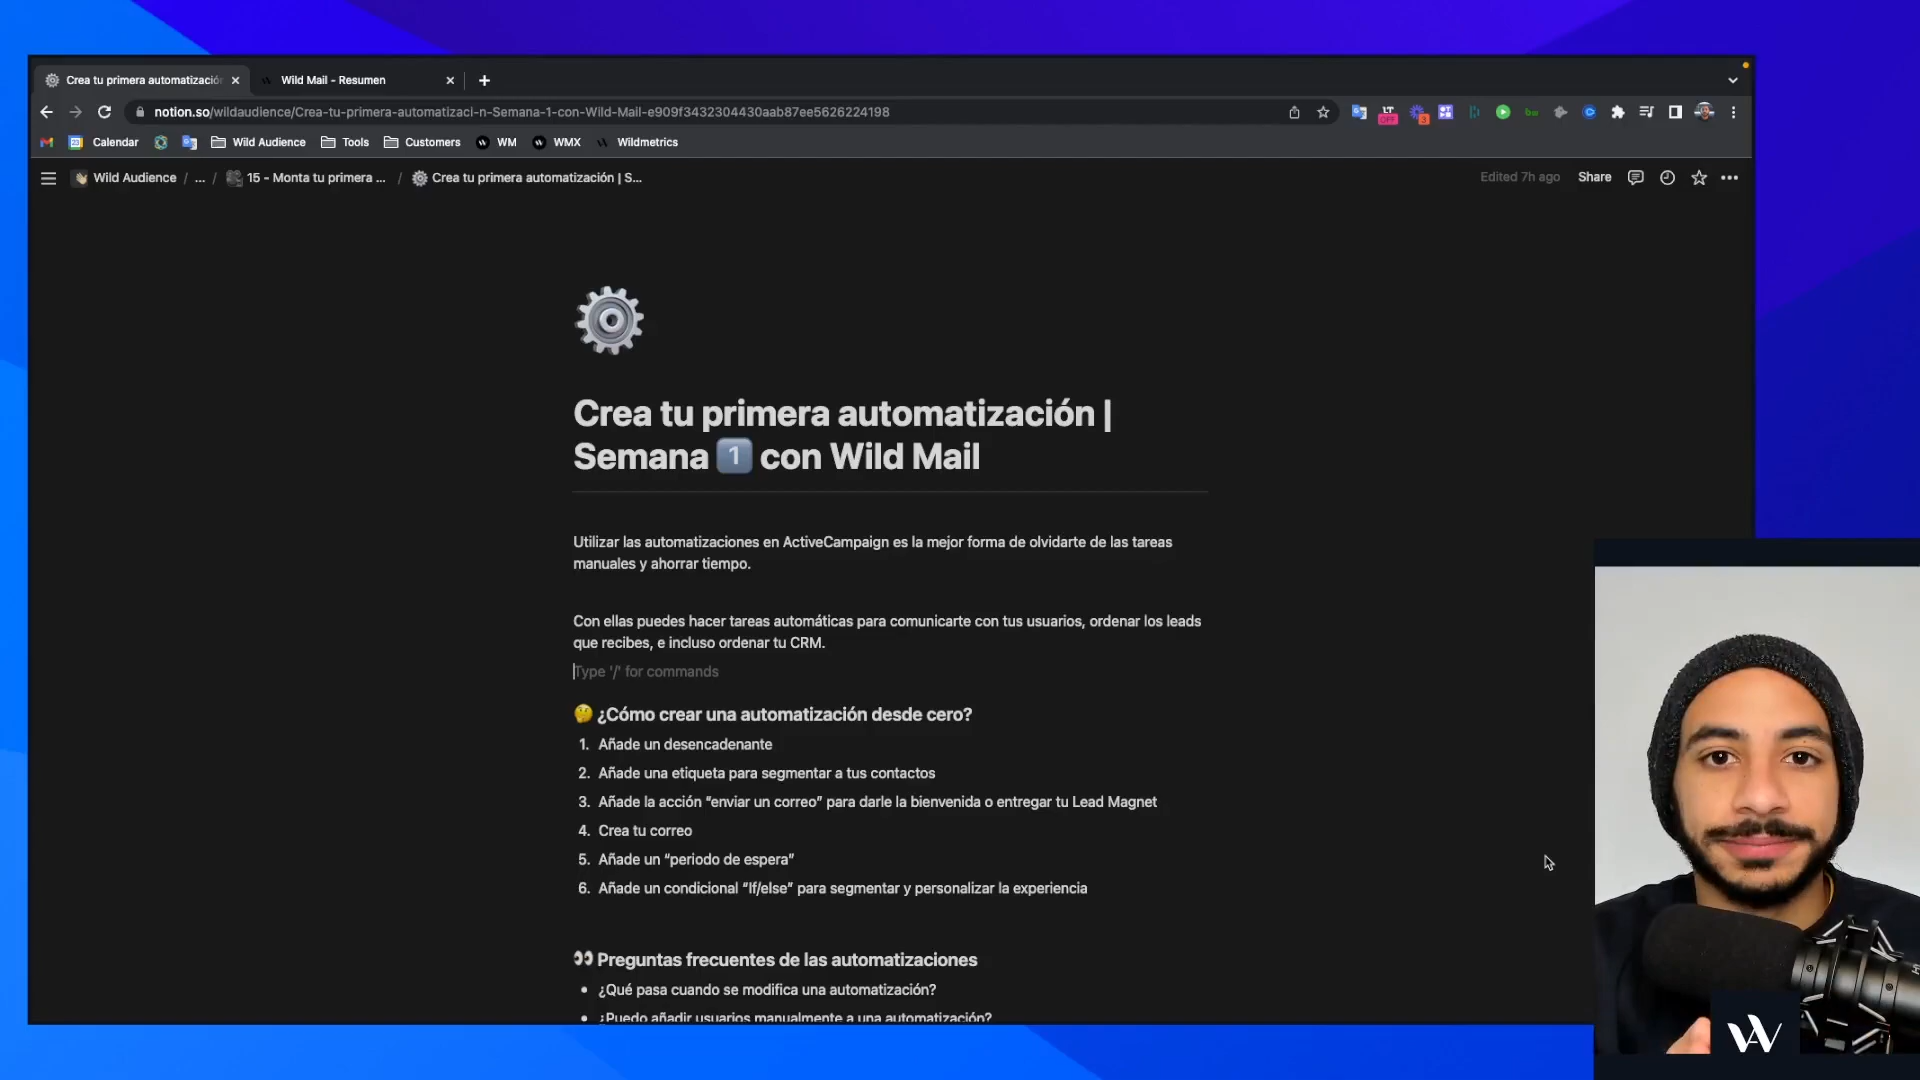 Crea tu primera automatizació
Wild Mail - Resumen
notion.so/wildaudience/Crea-tu-primera-automatizaci-n-Semana-1-con-Wild-Mail-e909f3432304430aab87ee5626224198
Calendar
Wild Audience
Tools
Customers
WM
WMX
Wildmetrics
Wild Audience / ... / 15 - Monta tu primera ... / Crea tu primera automatización | S...
Edited 7h ago
Share
Crea tu primera automatización |
Semana 1 con Wild Mail
Utilizar las automatizaciones en ActiveCampaign es la mejor forma de olvidarte de las tareas
manuales y ahorrar tiempo.
Con ellas puedes hacer tareas automáticas para comunicarte con tus usuarios, ordenar los leads
que recibes, e incluso ordenar tu CRM.
Type '/' for commands
🤔 ¿Cómo crear una automatización desde cero?
1. Añade un desencadenante
2. Añade una etiqueta para segmentar a tus contactos
3. Añade la acción “enviar un correo” para darle la bienvenida o entregar tu Lead Magnet
4. Crea tu correo
5. Añade un “periodo de espera”
6. Añade un condicional “If/else” para segmentar y personalizar la experiencia
👀 Preguntas frecuentes de las automatizaciones
• ¿Qué pasa cuando se modifica una automatización?
• ¿Puedo añadir usuarios manualmente a una automatización?